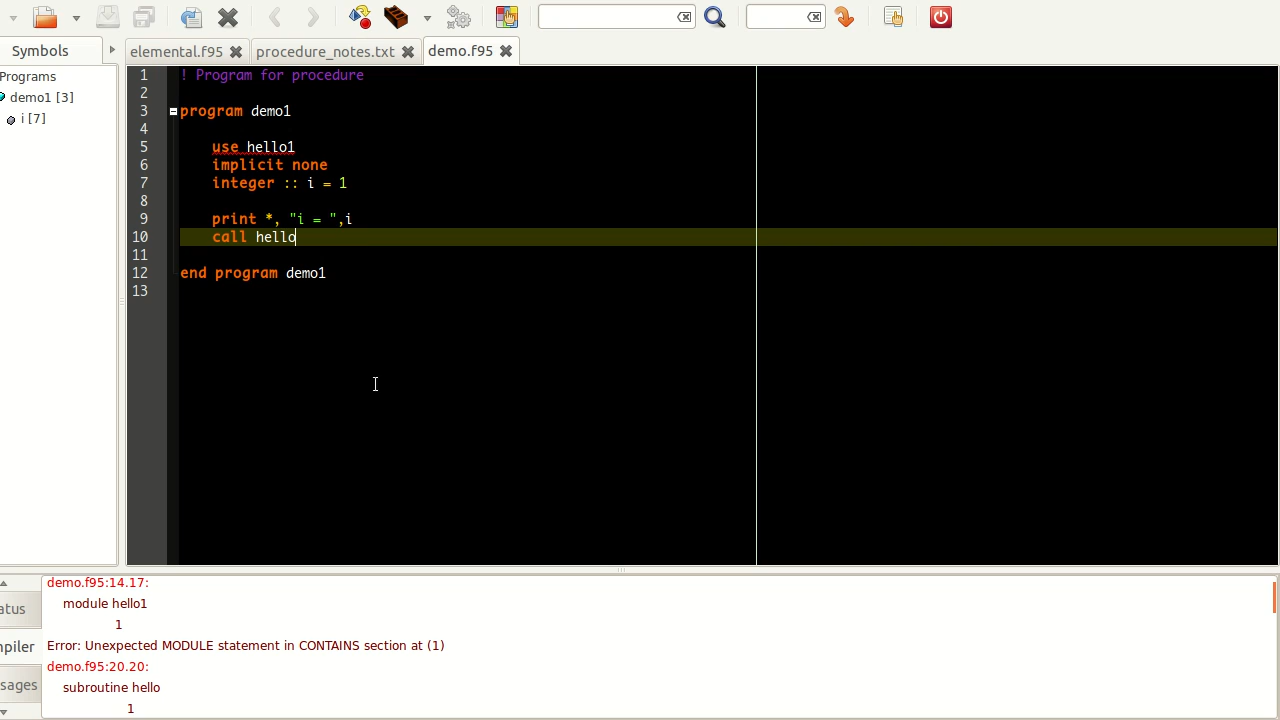 Symbols
elemental.f95
procedure_notes.txt
demo.f95
Programs
demo1 [3]
i [7]
1 ! Program for procedure
2
3 program demo1
4
5 use hello1
6 implicit none
7 integer :: i = 1
8
9 print *, "i = ",i
10 call hello
11
12 end program demo1
13
atus
mpiler
sages
demo.f95:14.17:
module hello1
1
Error: Unexpected MODULE statement in CONTAINS section at (1)
demo.f95:20.20:
subroutine hello
1